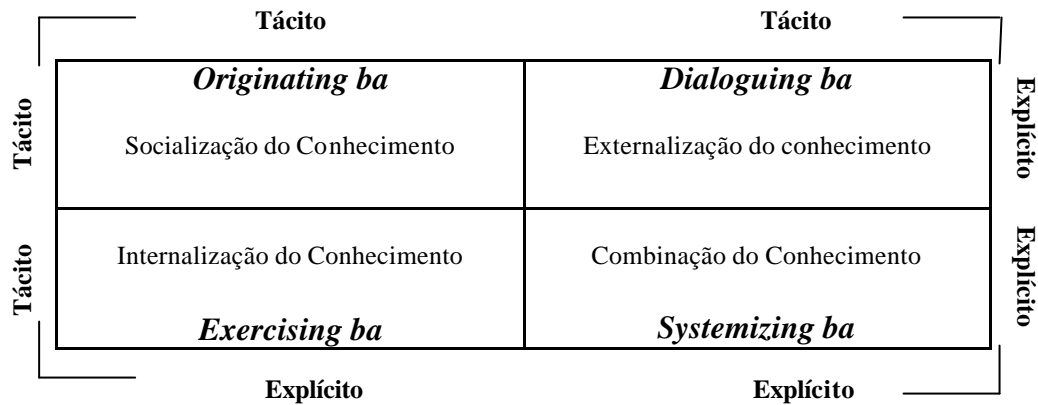 Tácito
Tácito
Originating ba
Dialoguing ba
Tácito
Socialização do Conhecimento
Externalização do conhecimento
Explícito
Tácito
Internalização do Conhecimento
Combinação do Conhecimento
Explícito
Exercising ba
Systemizing ba
Explícito
Explícito